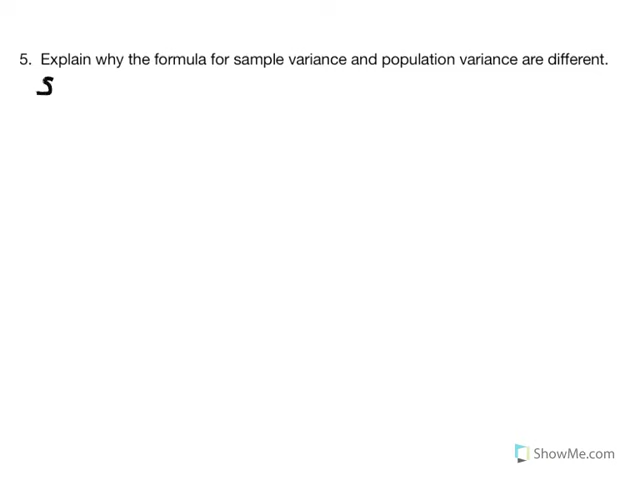 5. Explain why the formula for sample variance and population variance are different.
S
ShowMe.com